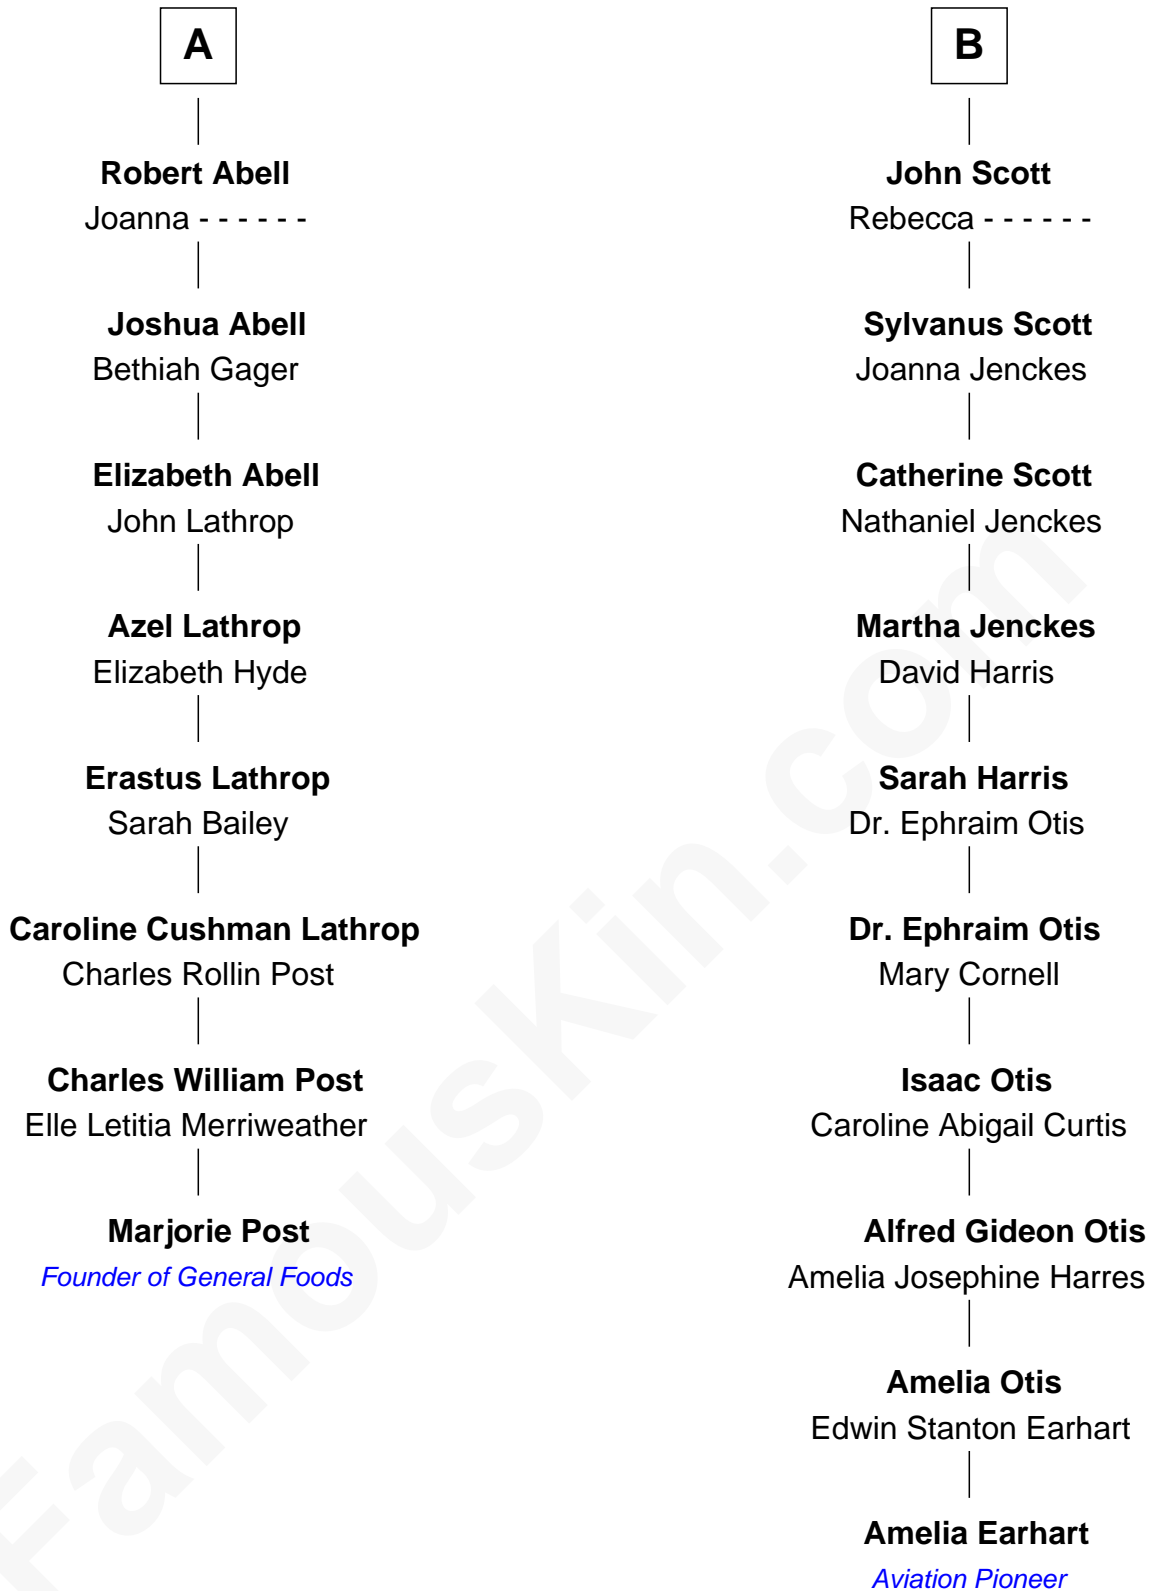 A
Robert Abell
Joanna - - - - - -
Joshua Abell
Bethiah Gager
Elizabeth Abell
John Lathrop
Azel Lathrop
Elizabeth Hyde
Erastus Lathrop
Sarah Bailey
Caroline Cushman Lathrop
Charles Rollin Post
Charles William Post
Elle Letitia Merriweather
Marjorie Post
Founder of General Foods
B
John Scott
Rebecca - - - - - -
Sylvanus Scott
Joanna Jenckes
Catherine Scott
Nathaniel Jenckes
Martha Jenckes
David Harris
Sarah Harris
Dr. Ephraim Otis
Dr. Ephraim Otis
Mary Cornell
Isaac Otis
Caroline Abigail Curtis
Alfred Gideon Otis
Amelia Josephine Harres
Amelia Otis
Edwin Stanton Earhart
Amelia Earhart
Aviation Pioneer
FamousKin.com